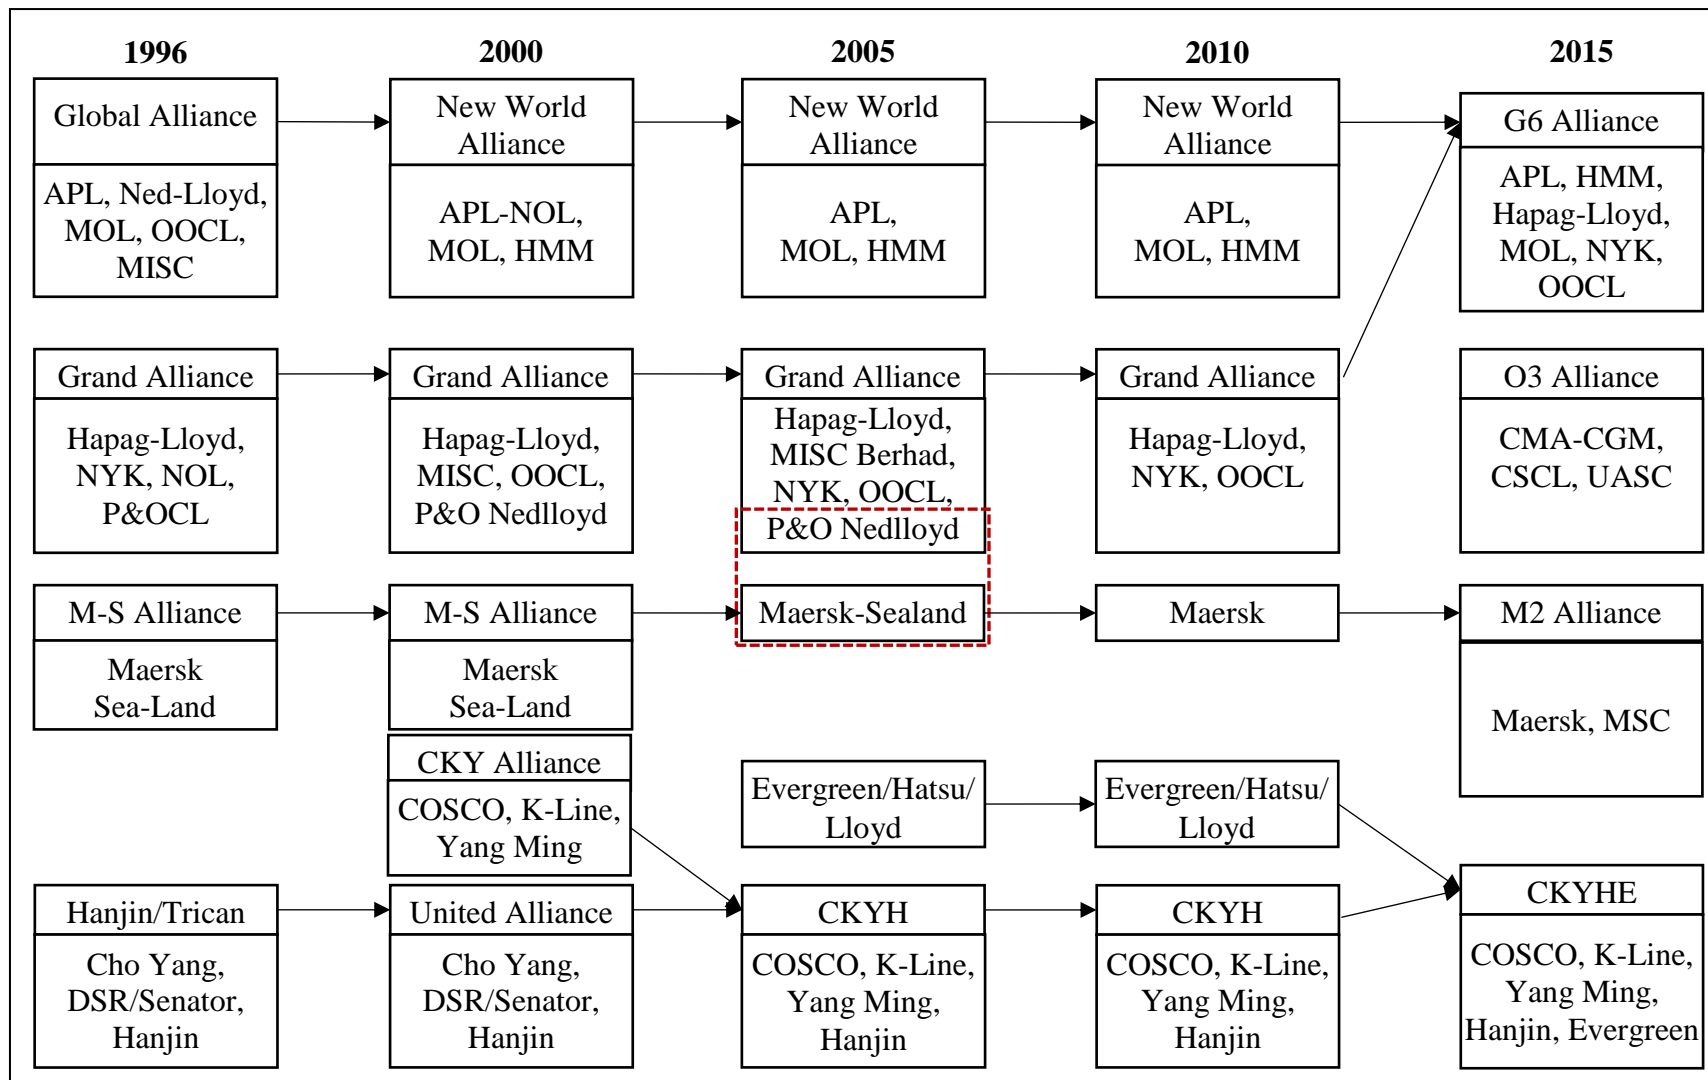 1996
2000
2005
2010
2015
Global Alliance
APL, Ned-Lloyd,
MOL, OOCL,
MISC
New World
Alliance
APL-NOL,
MOL, HMM
New World
Alliance
APL,
MOL, HMM
New World
Alliance
APL,
MOL, HMM
G6 Alliance
APL, HMM,
Hapag-Lloyd,
MOL, NYK,
OOCL
Grand Alliance
Hapag-Lloyd,
NYK, NOL,
P&OCL
Grand Alliance
Hapag-Lloyd,
MISC, OOCL,
P&O Nedlloyd
Grand Alliance
Hapag-Lloyd,
MISC Berhad,
NYK, OOCL,
P&O Nedlloyd
Grand Alliance
Hapag-Lloyd,
NYK, OOCL
O3 Alliance
CMA-CGM,
CSCL, UASC
M-S Alliance
Maersk
Sea-Land
M-S Alliance
Maersk
Sea-Land
Maersk-Sealand
Maersk
M2 Alliance
Maersk, MSC
CKY Alliance
COSCO, K-Line,
Yang Ming
Evergreen/Hatsu/
Lloyd
Evergreen/Hatsu/
Lloyd
Hanjin/Trican
Cho Yang,
DSR/Senator,
Hanjin
United Alliance
Cho Yang,
DSR/Senator,
Hanjin
CKYH
COSCO, K-Line,
Yang Ming,
Hanjin
CKYH
COSCO, K-Line,
Yang Ming,
Hanjin
CKYHE
COSCO, K-Line,
Yang Ming,
Hanjin, Evergreen